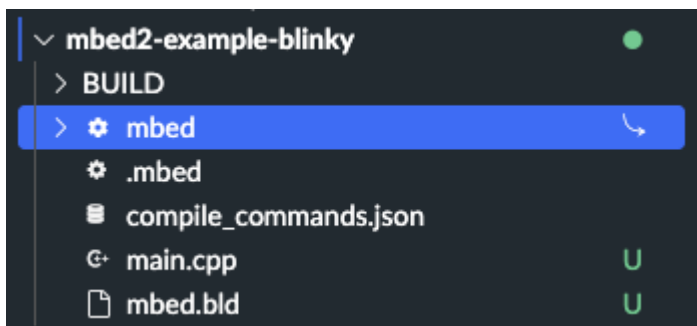 mbed2-example-blinky
BUILD
mbed
.mbed
compile_commands.json
main.cpp U
mbed.bld U